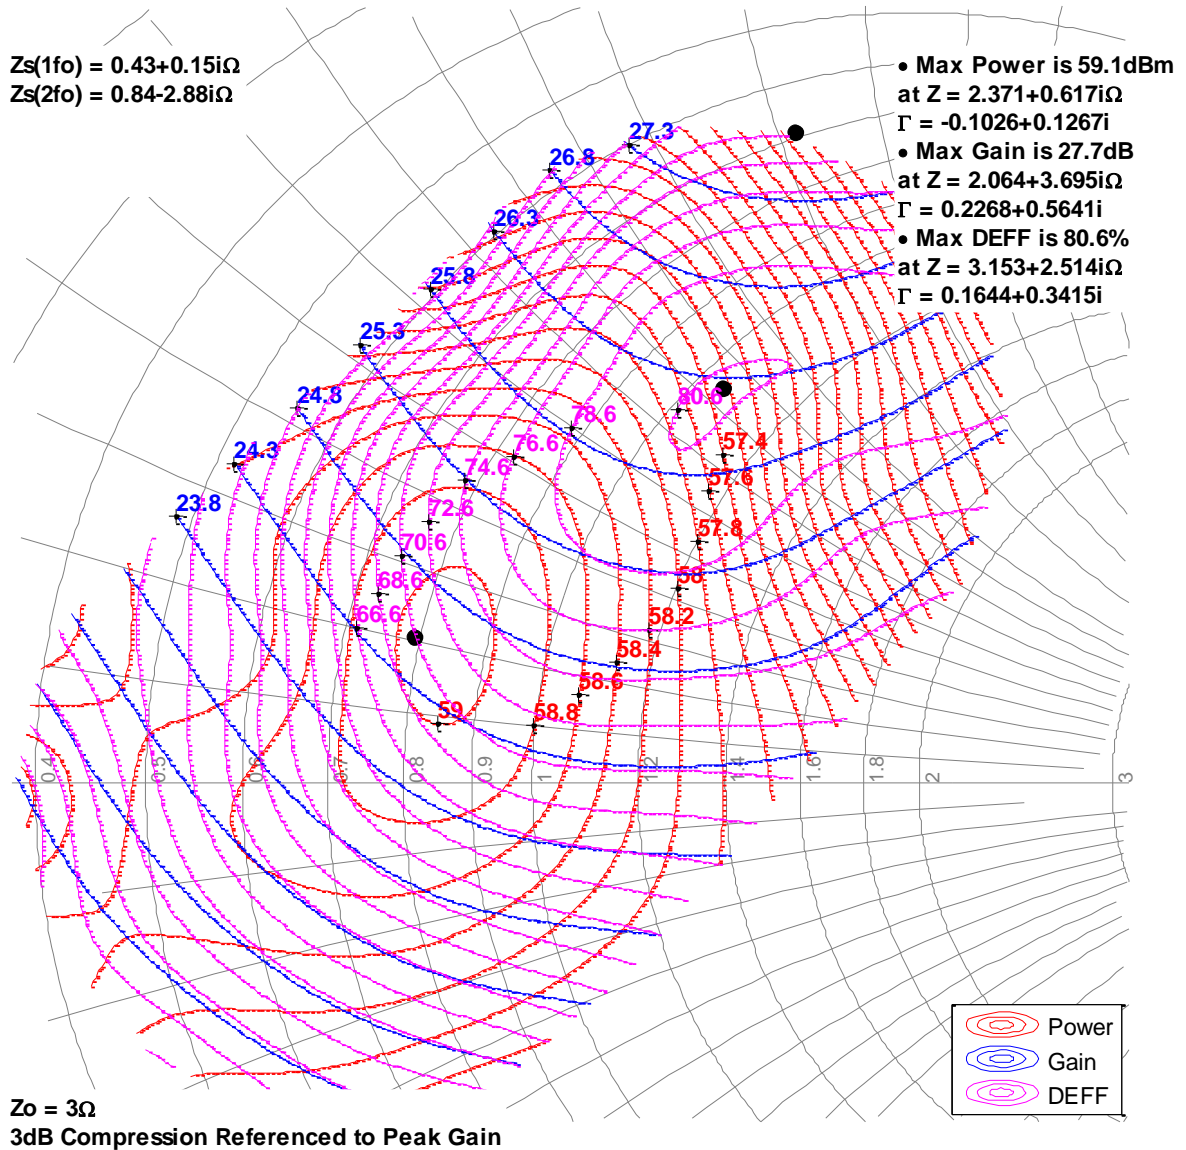 Zs(1fo) = 0.43+0.15iΩ
Zs(2fo) = 0.84-2.88iΩ
• Max Power is 59.1dBm
at Z = 2.371+0.617iΩ
Γ = -0.1026+0.1267i
• Max Gain is 27.7dB
at Z = 2.064+3.695iΩ
Γ = 0.2268+0.5641i
• Max DEFF is 80.6%
at Z = 3.153+2.514iΩ
Γ = 0.1644+0.3415i
27.3
26.8
26.3
25.8
25.3
24.8
24.3
23.8
80.6
78.6
76.6
74.6
72.6
70.6
68.6
66.6
57.4
57.6
57.8
58
58.2
58.4
58.6
58.8
59
0.4
0.5
0.6
0.7
0.8
0.9
1
1.2
1.4
1.6
1.8
2
3
Power
Gain
DEFF
Zo = 3Ω
3dB Compression Referenced to Peak Gain